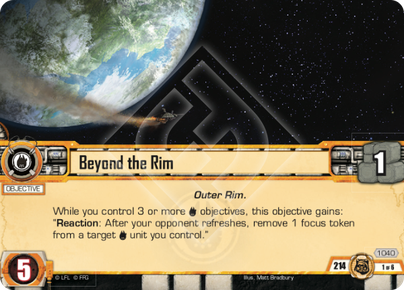 Beyond the Rim
1
OBJECTIVE
Outer Rim.
While you control 3 or more objectives, this objective gains:
"Reaction: After your opponent refreshes, remove 1 focus token
from a target unit you control."
5
© LFL © FFG
Illus. Matt Bradbury
214
1040
1 of 6